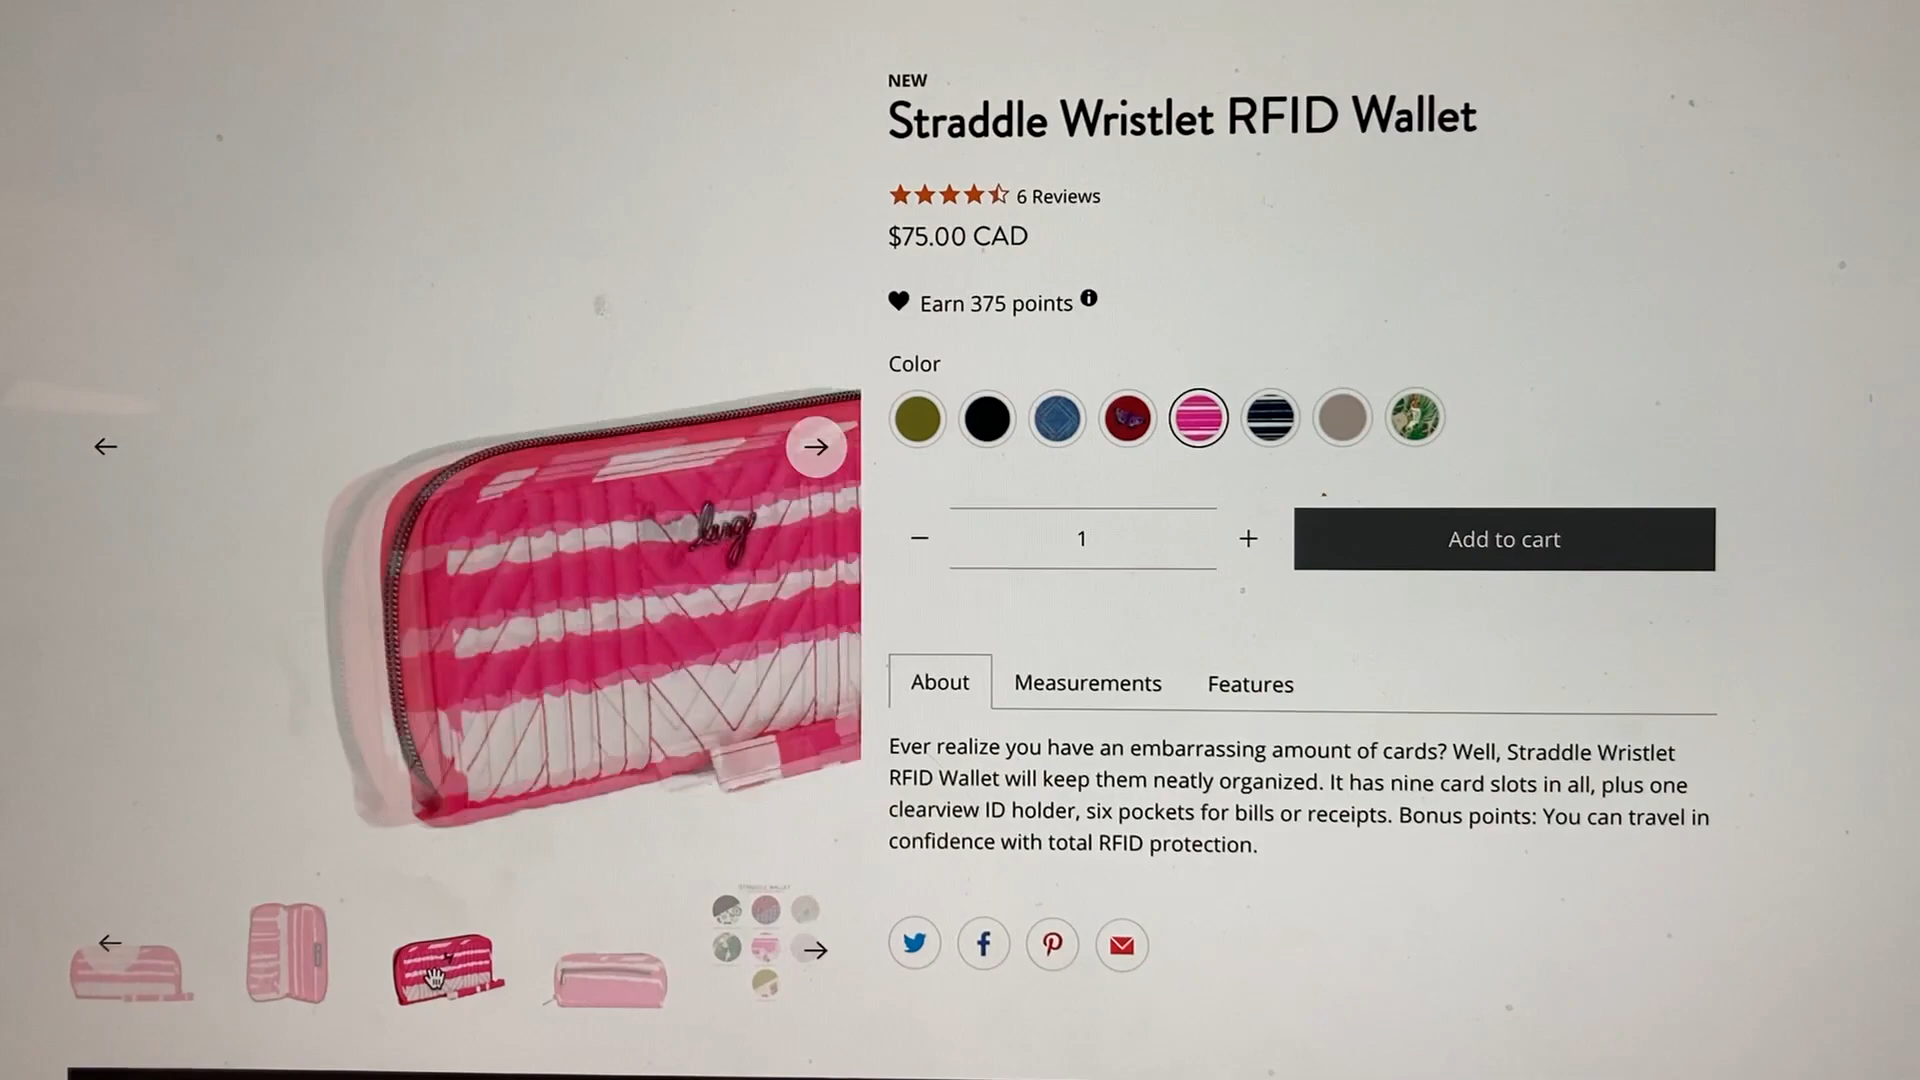 NEW
Straddle Wristlet RFID Wallet
6 Reviews
$75.00 CAD
Earn 375 points
Color
lug
1
Add to cart
About
Measurements
Features
Ever realize you have an embarrassing amount of cards? Well, Straddle Wristlet
RFID Wallet will keep them neatly organized. It has nine card slots in all, plus one
clearview ID holder, six pockets for bills or receipts. Bonus points: You can travel in
confidence with total RFID protection.
STRADDLE WALLET